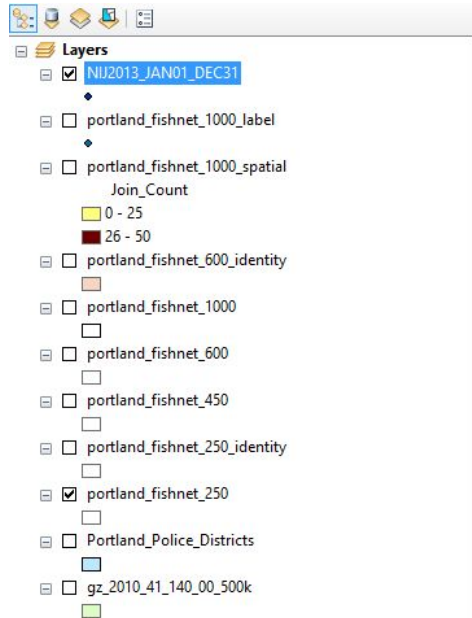 Layers
NIJ2013_JAN01_DEC31
portland_fishnet_1000_label
portland_fishnet_1000_spatial
Join_Count
0 - 25
26 - 50
portland_fishnet_600_identity
portland_fishnet_1000
portland_fishnet_600
portland_fishnet_450
portland_fishnet_250_identity
portland_fishnet_250
Portland_Police_Districts
gz_2010_41_140_00_500k